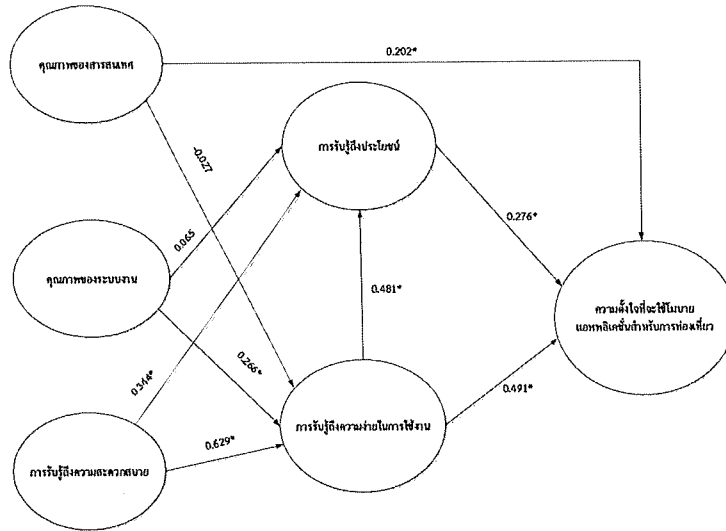 0.202*
คุณภาพของสารสนเทศ
การรับรู้ถึงประโยชน์
-0.027
0.065
0.276*
คุณภาพของระบบงาน
0.481*
ความตั้งใจที่จะใช้โมบาย
แอพพลิเคชั่นสำหรับการท่องเที่ยว
0.344*
0.266*
0.491*
การรับรู้ถึงความง่ายในการใช้งาน
0.629*
การรับรู้ถึงความสะดวกสบาย